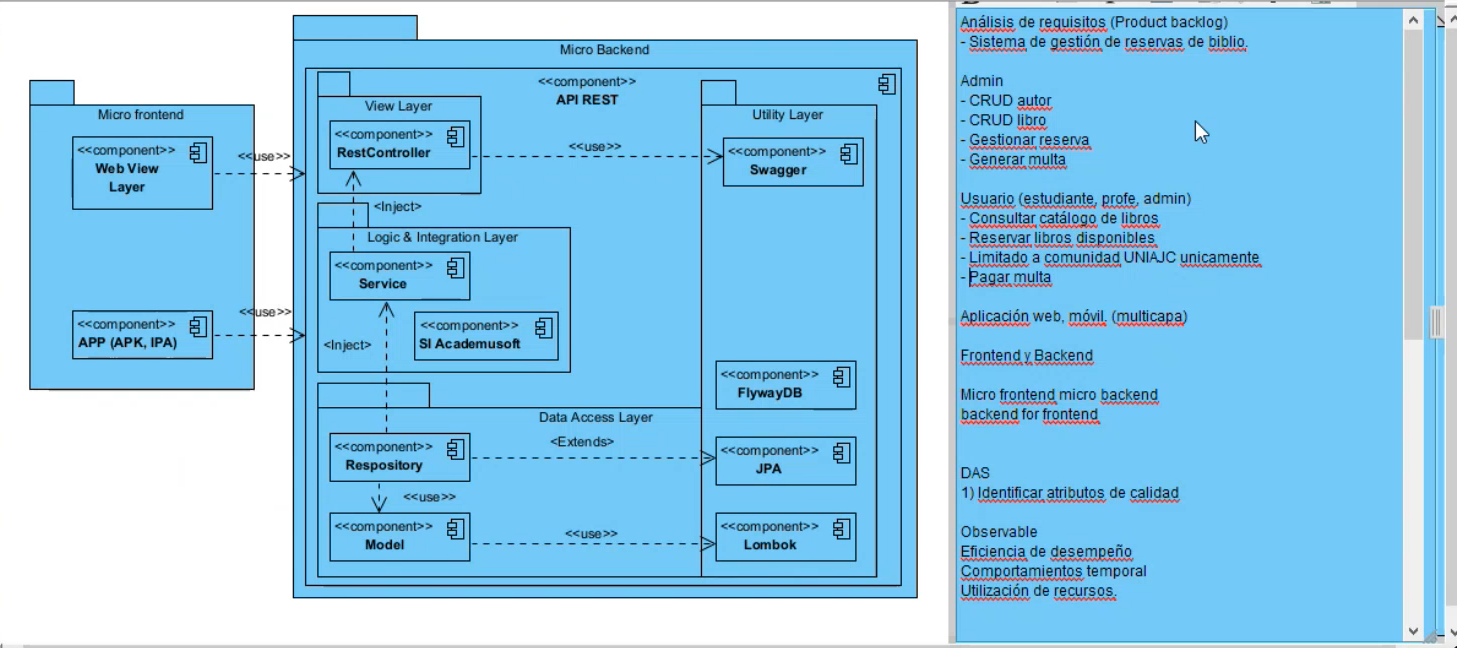 Micro frontend
<<component>>
Web View
Layer
<<use>>
<<component>>
APP (APK, IPA)
<<use>>
Micro Backend
<<component>>
API REST
View Layer
<<component>>
RestController
<<use>>
<Inject>
Logic & Integration Layer
<<component>>
Service
<<component>>
SI Academusoft
<Inject>
Data Access Layer
<<component>>
Respository
<Extends>
<<use>>
<<component>>
Model
<<use>>
Utility Layer
<<component>>
Swagger
<<component>>
FlywayDB
<<component>>
JPA
<<component>>
Lombok
Análisis de requisitos (Product backlog)
- Sistema de gestión de reservas de biblio.
Admin
- CRUD autor
- CRUD libro
- Gestionar reserva
- Generar multa
Usuario (estudiante, profe, admin)
- Consultar catálogo de libros
- Reservar libros disponibles
- Limitado a comunidad UNIAJC unicamente
- Pagar multa
Aplicación web, móvil. (multicapa)
Frontend y Backend
Micro frontend micro backend
backend for frontend
DAS
1) Identificar atributos de calidad
Observable
Eficiencia de desempeño
Comportamientos temporal
Utilización de recursos.